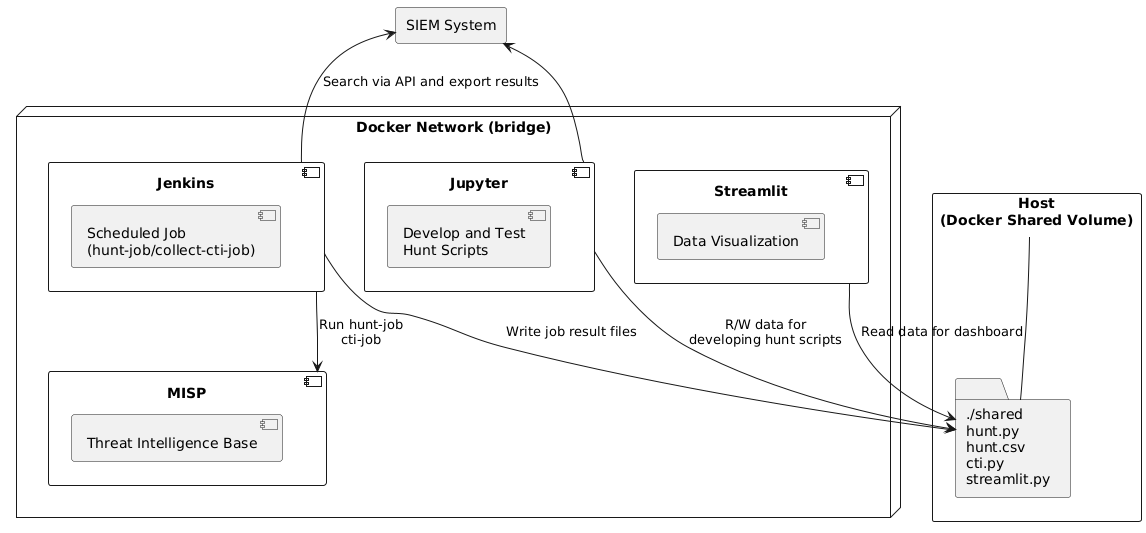 SIEM System
Search via API and export results
Docker Network (bridge)
Jenkins
Scheduled Job
(hunt-job/collect-cti-job)
Jupyter
Develop and Test
Hunt Scripts
Streamlit
Data Visualization
Host
(Docker Shared Volume)
Run hunt-job
cti-job
Write job result files
R/W data for
developing hunt scripts
Read data for dashboard
MISP
Threat Intelligence Base
./shared
hunt.py
hunt.csv
cti.py
streamlit.py